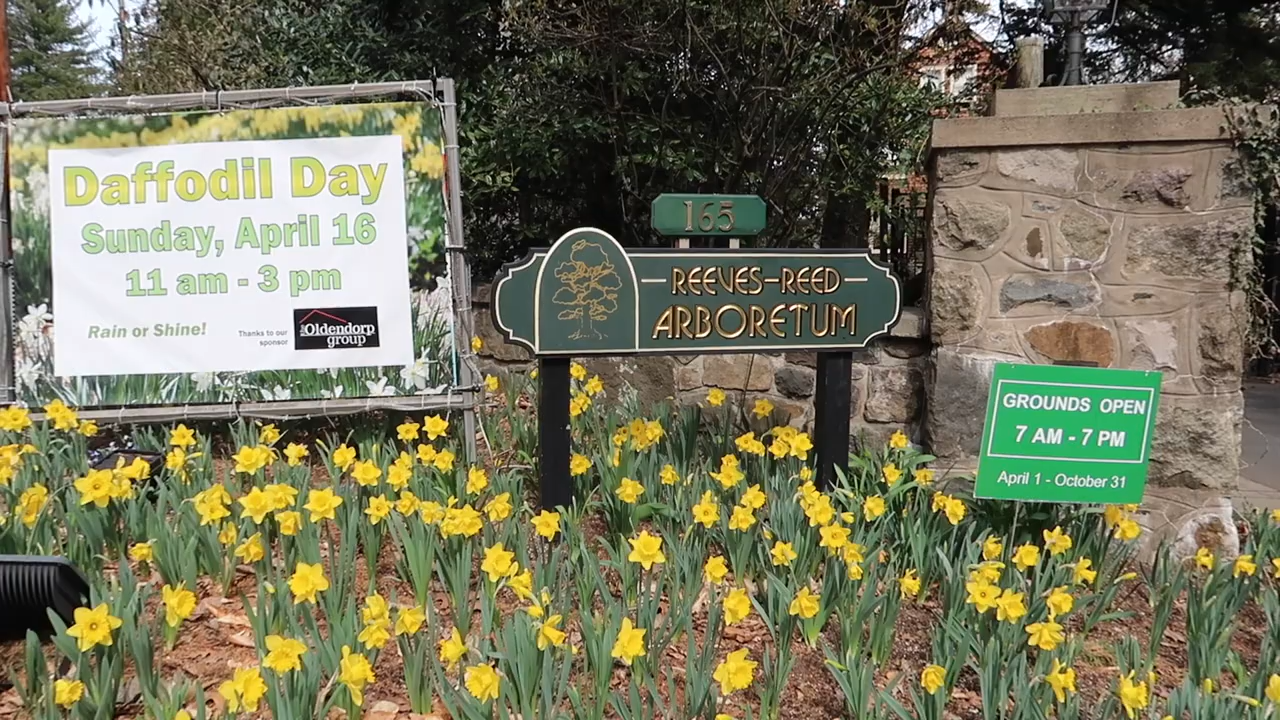 Daffodil Day
Sunday, April 16
11 am - 3 pm
Rain or Shine!
Thanks to our
sponsor
Oldendorp
group
165
REEVES-REED
ARBORETUM
GROUNDS OPEN
7 AM - 7 PM
April 1 - October 31